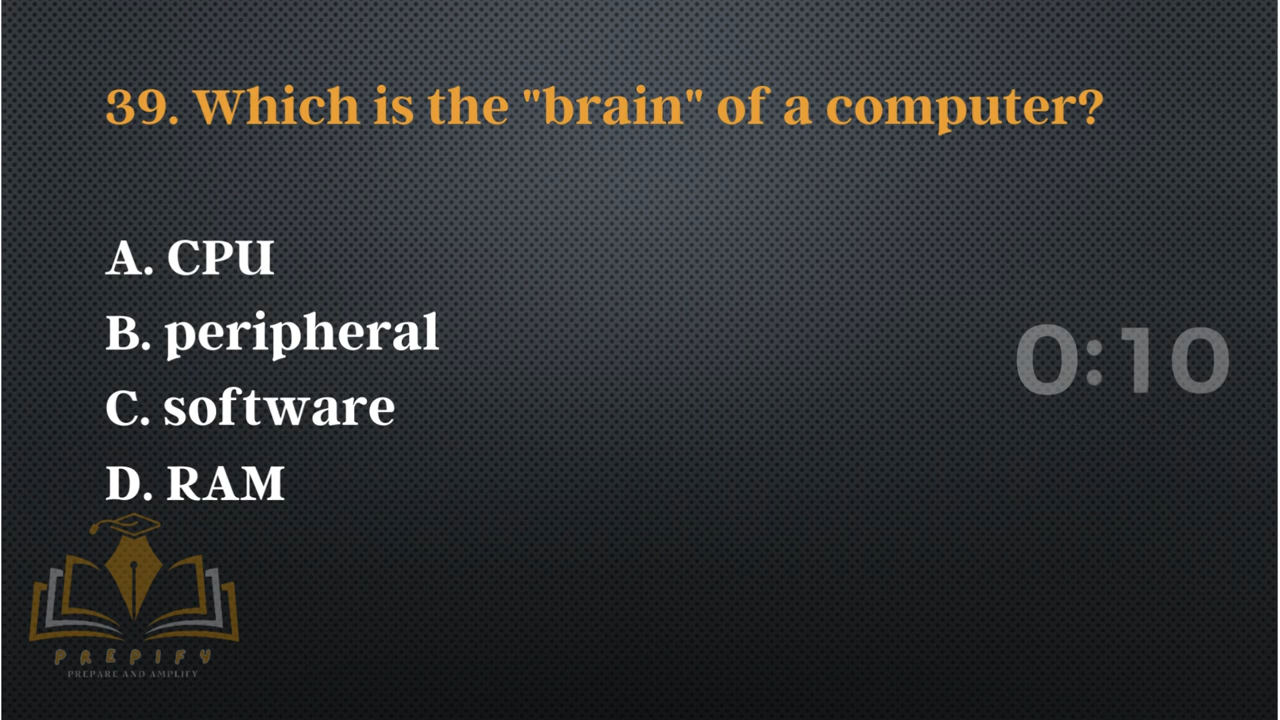 39. Which is the "brain" of a computer?
A. CPU
B. peripheral
C. software
D. RAM
0:10
PREPIFY
PREPARE AND AMPLIFY